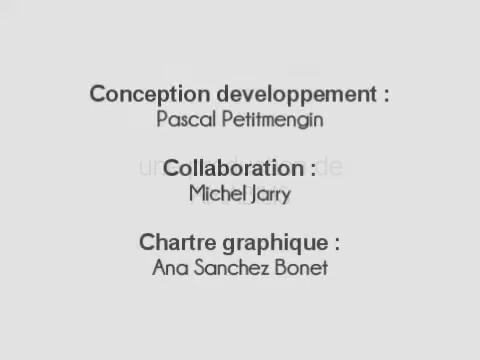 Conception developpement :
Pascal Petitmengin
Collaboration :
Michel Jarry
Chartre graphique :
Ana Sanchez Bonet